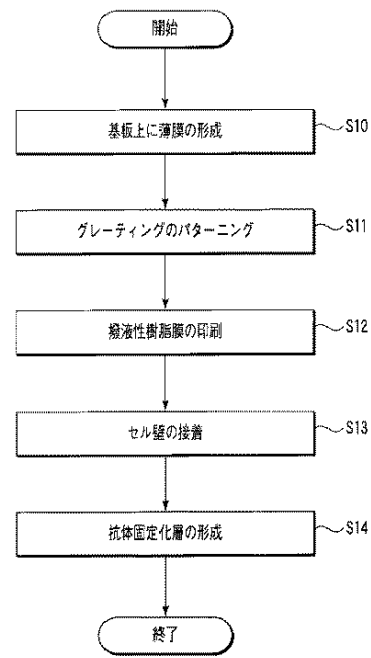 開始
基板上に薄膜の形成
S10
グレーティングのパターニング
S11
撥液性樹脂膜の印刷
S12
セル壁の接着
S13
抗体固定化層の形成
S14
終了